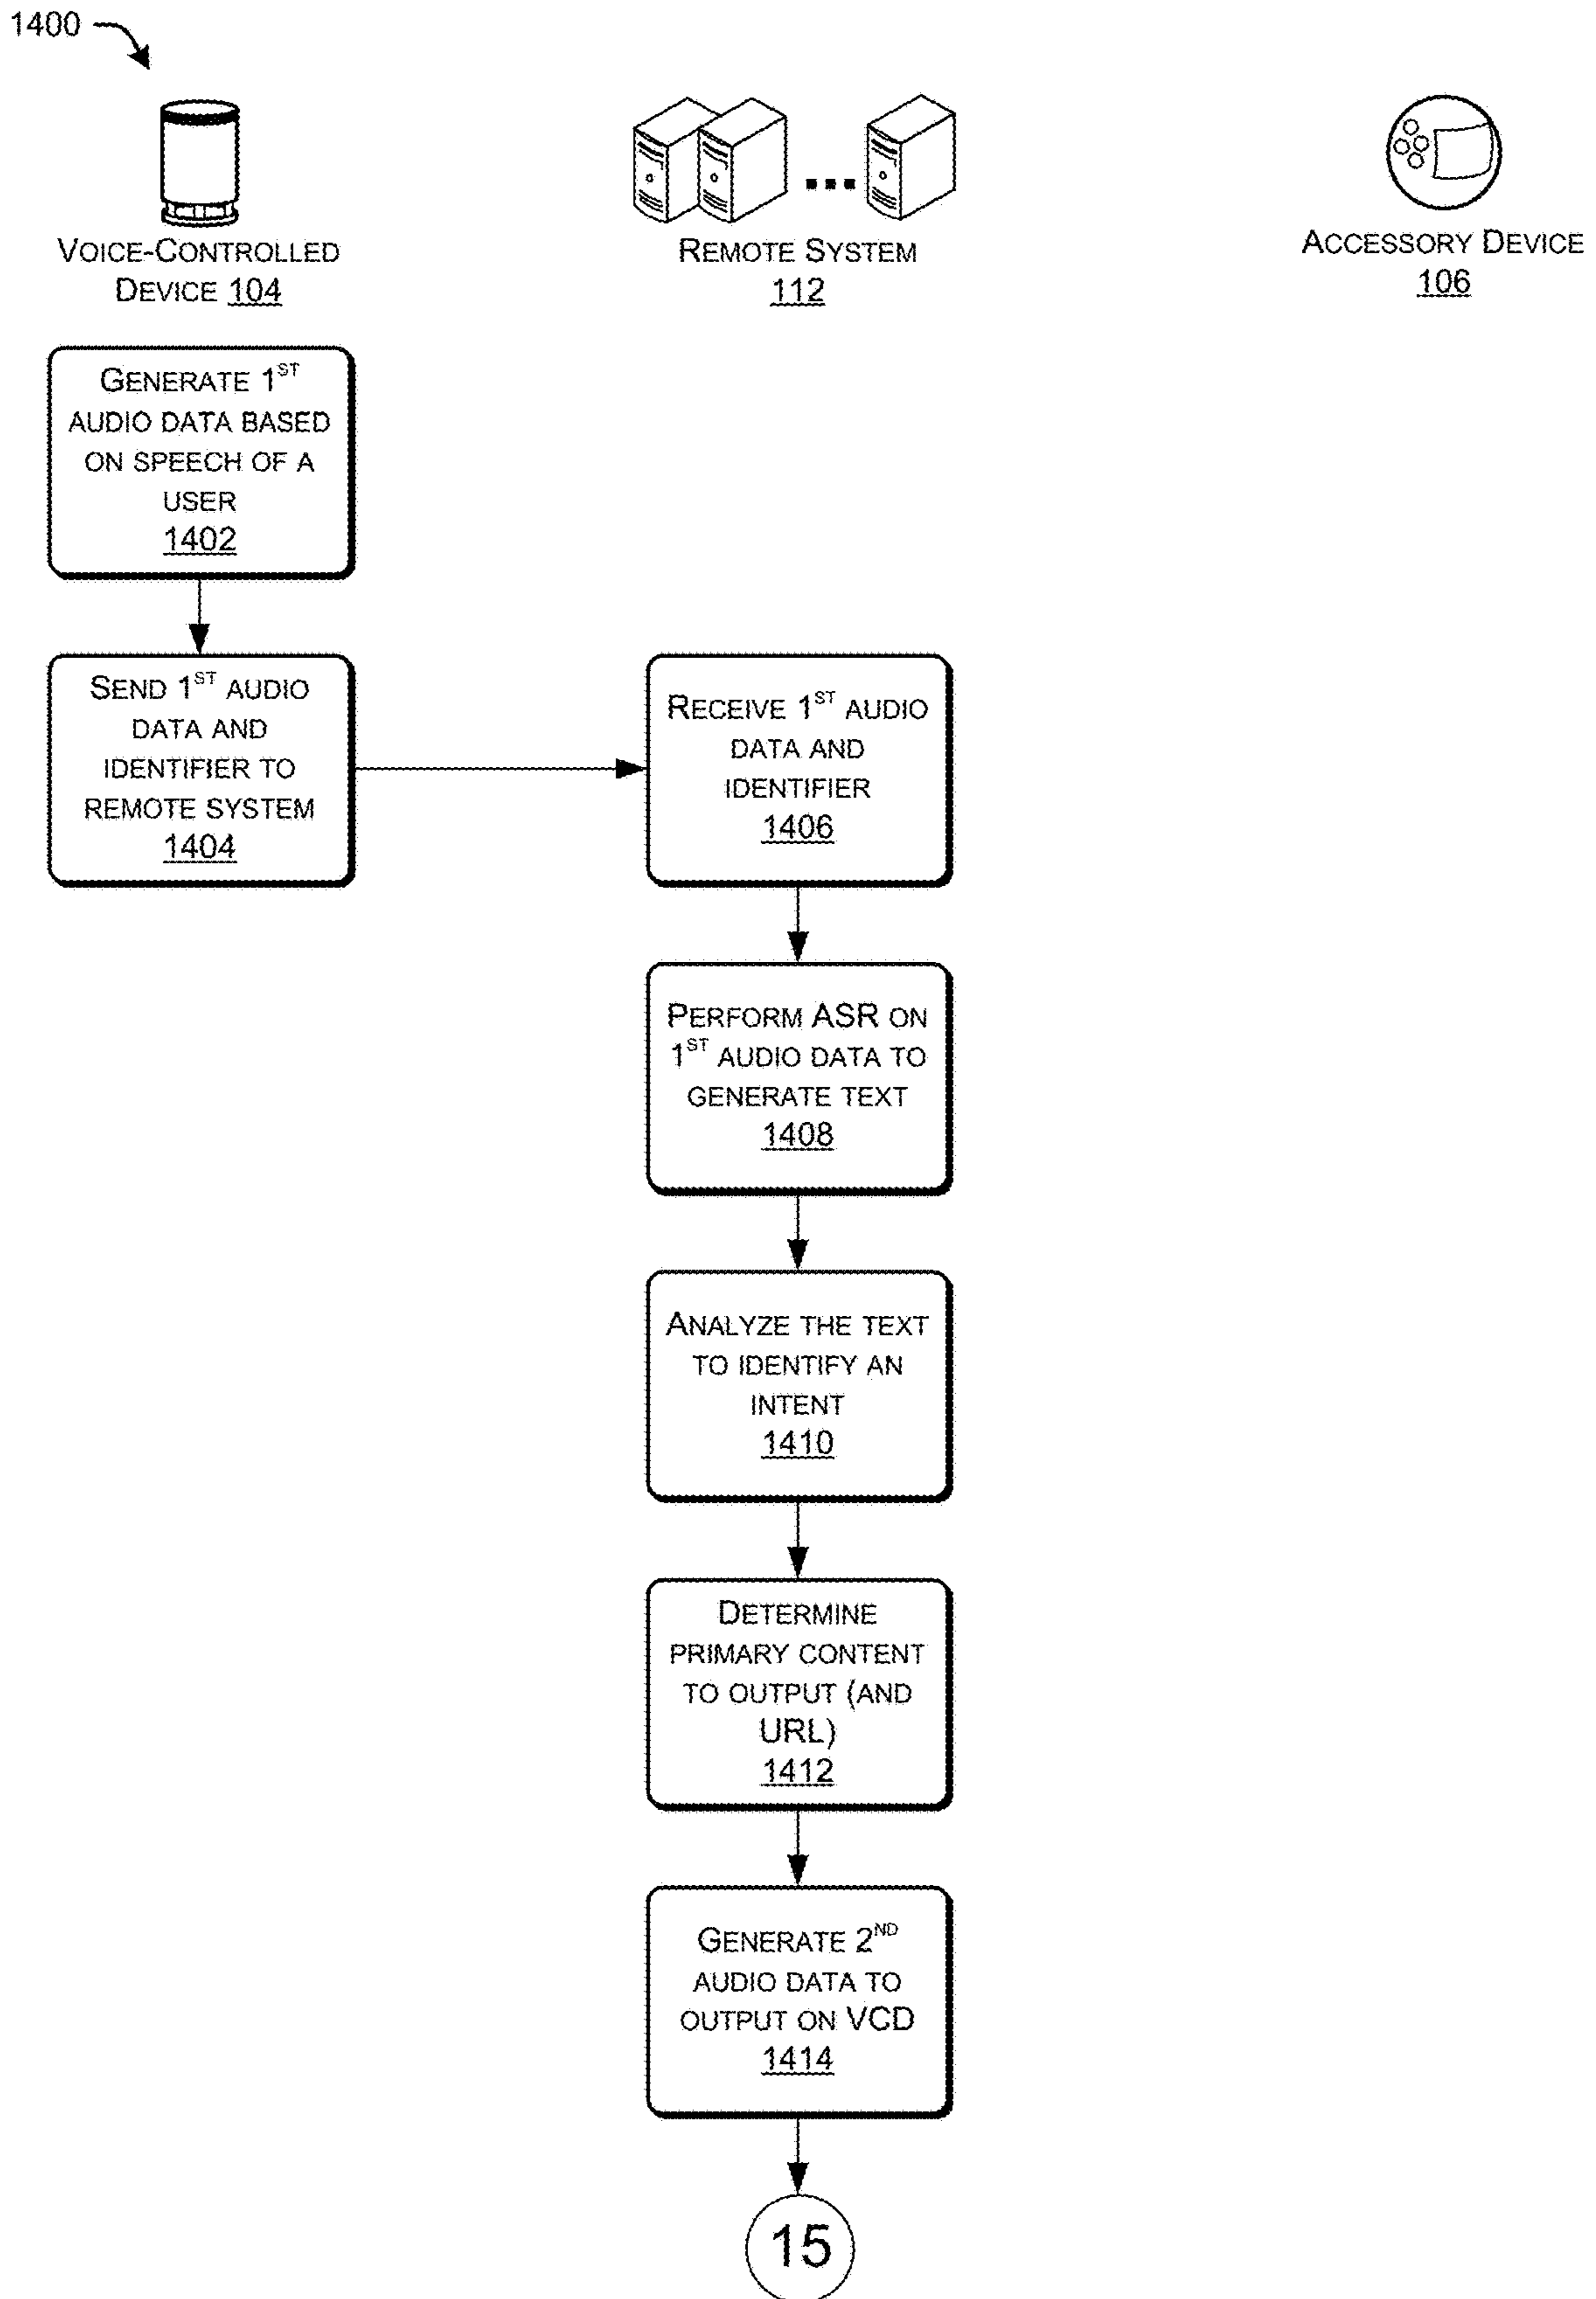 1400
VOICE-CONTROLLED
DEVICE 104
REMOTE SYSTEM
112
ACCESSORY DEVICE
106
GENERATE 1ST
AUDIO DATA BASED
ON SPEECH OF A
USER
1402
SEND 1ST AUDIO
DATA AND
IDENTIFIER TO
REMOTE SYSTEM
1404
RECEIVE 1ST AUDIO
DATA AND
IDENTIFIER
1406
PERFORM ASR ON
1ST AUDIO DATA TO
GENERATE TEXT
1408
ANALYZE THE TEXT
TO IDENTIFY AN
INTENT
1410
DETERMINE
PRIMARY CONTENT
TO OUTPUT (AND
URL)
1412
GENERATE 2ND
AUDIO DATA TO
OUTPUT ON VCD
1414
15